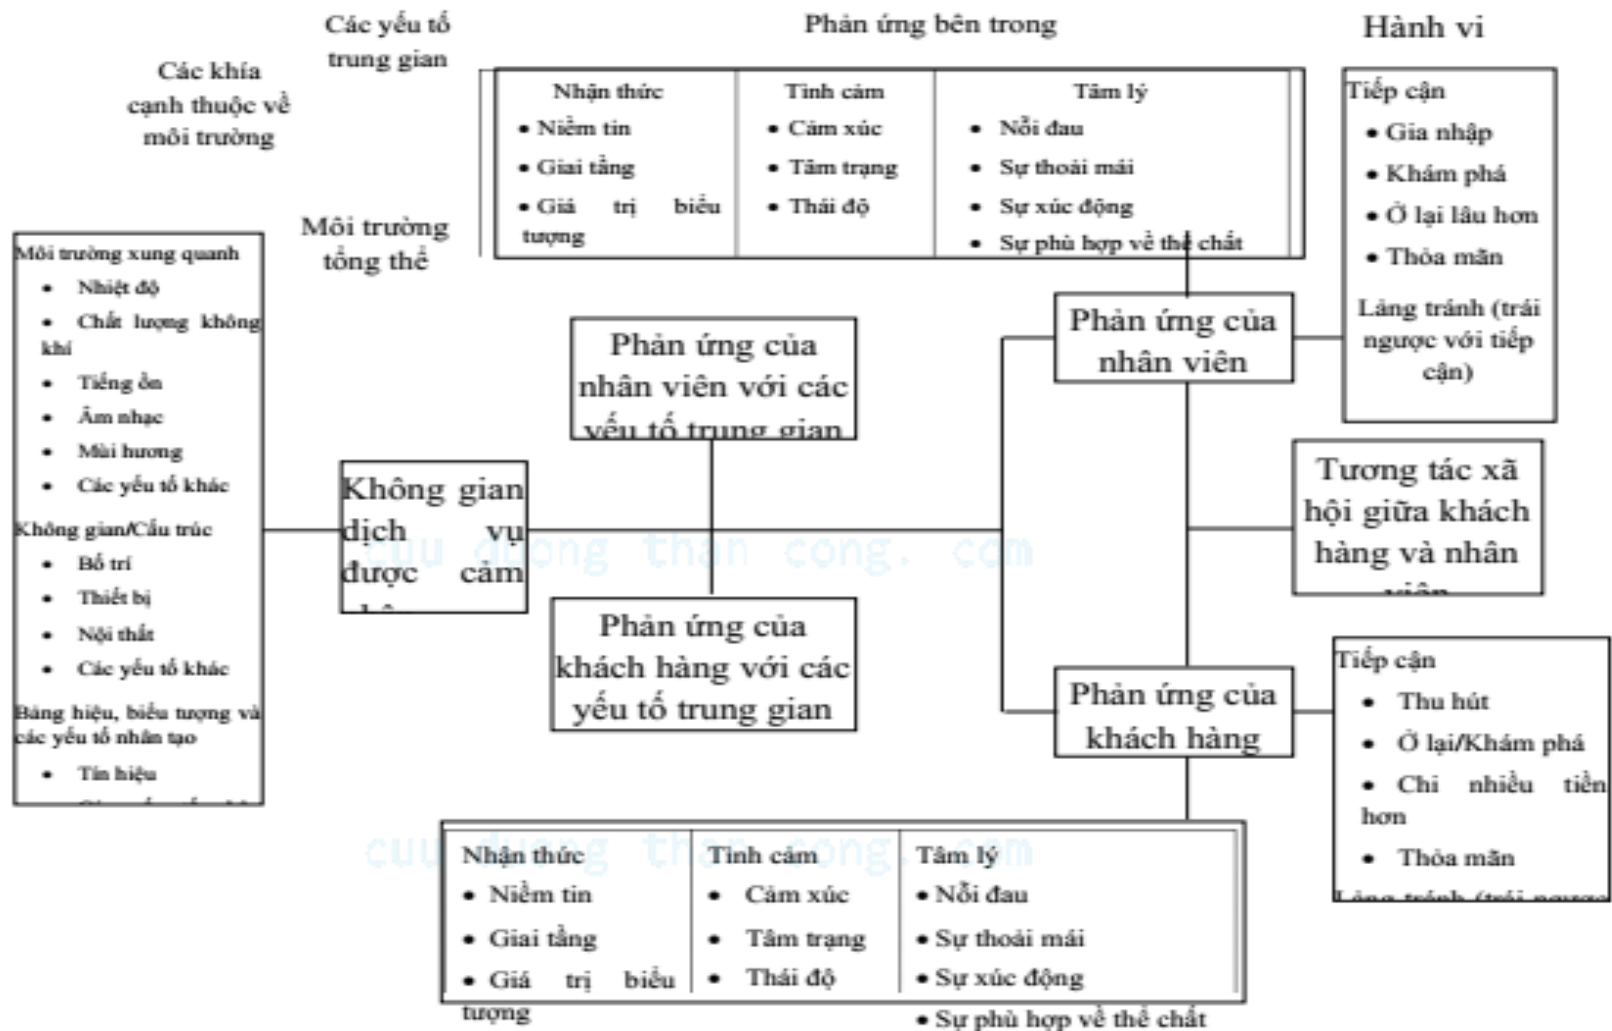 Các yếu tố
trung gian
Phản ứng bên trong
Hành vi
Các khía
cạnh thuộc về
môi trường
Nhận thức
• Niềm tin
• Giai tầng
• Giá trị biểu
tượng
Tình cảm
• Cảm xúc
• Tâm trạng
• Thái độ
Tâm lý
• Nỗi đau
• Sự thoải mái
• Sự xúc động
• Sự phù hợp về thể chất
Tiếp cận
• Gia nhập
• Khám phá
• Ở lại lâu hơn
• Thỏa mãn
Lảng tránh (trái
ngược với tiếp
cận)
Môi trường
tổng thể
Môi trường xung quanh
• Nhiệt độ
• Chất lượng không
khí
• Tiếng ồn
• Âm nhạc
• Mùi hương
• Các yếu tố khác
Không gian/Cấu trúc
• Bố trí
• Thiết bị
• Nội thất
• Các yếu tố khác
Bảng hiệu, biểu tượng và
các yếu tố nhân tạo
• Tín hiệu
Phản ứng của
nhân viên với các
yếu tố trung gian
Không gian
dịch vụ
được cảm
Phản ứng của
khách hàng với các
yếu tố trung gian
Phản ứng của
nhân viên
Tương tác xã
hội giữa khách
hàng và nhân
viên
Phản ứng của
khách hàng
Tiếp cận
• Thu hút
• Ở lại/Khám phá
• Chi nhiều tiền
hơn
• Thỏa mãn
Lảng tránh (trái ngược
cuu duong than cong. com
cuu duong than cong. com
Nhận thức
• Niềm tin
• Giai tầng
• Giá trị biểu
tượng
Tình cảm
• Cảm xúc
• Tâm trạng
• Thái độ
Tâm lý
• Nỗi đau
• Sự thoải mái
• Sự xúc động
• Sự phù hợp về thể chất